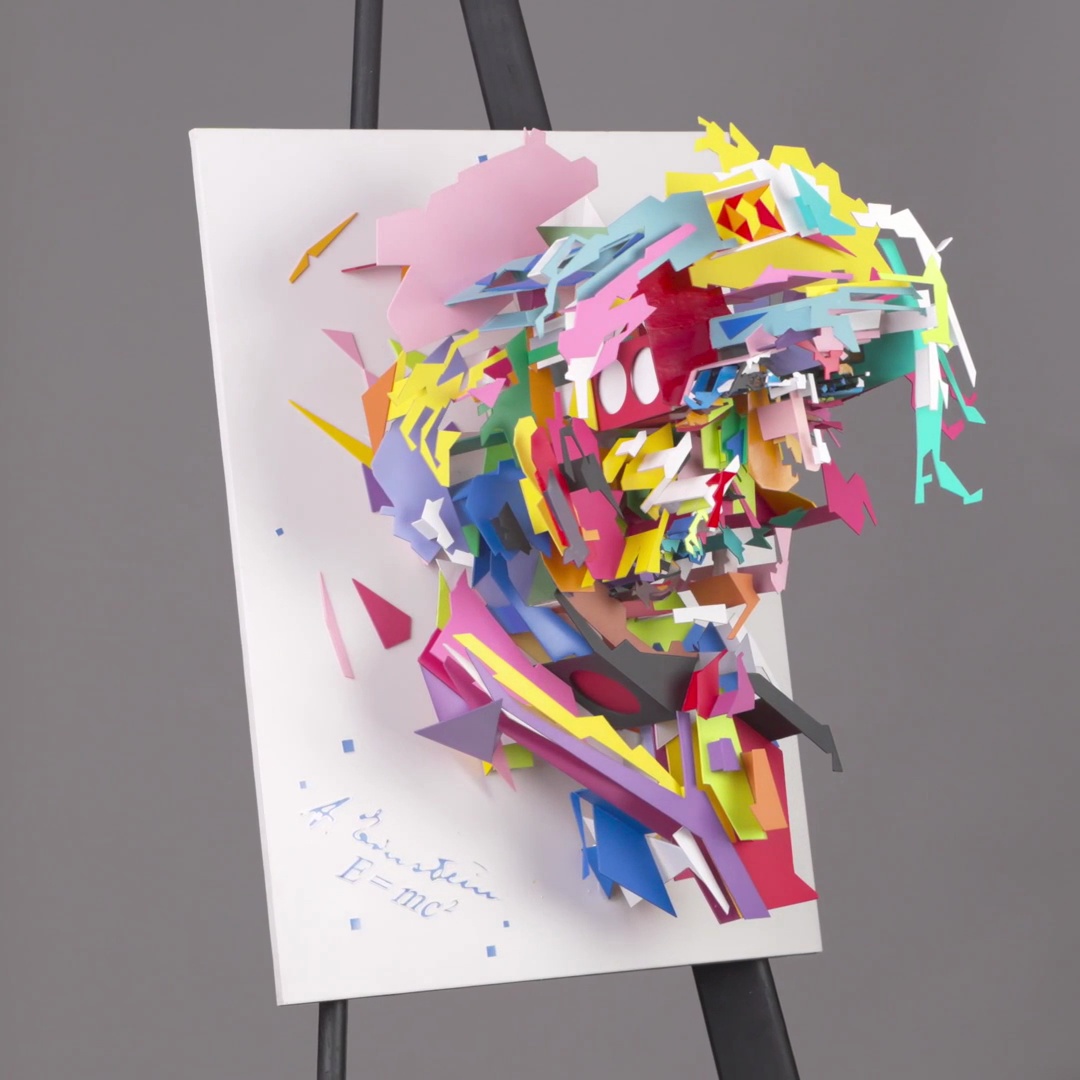 A. Einstein
E = mc²